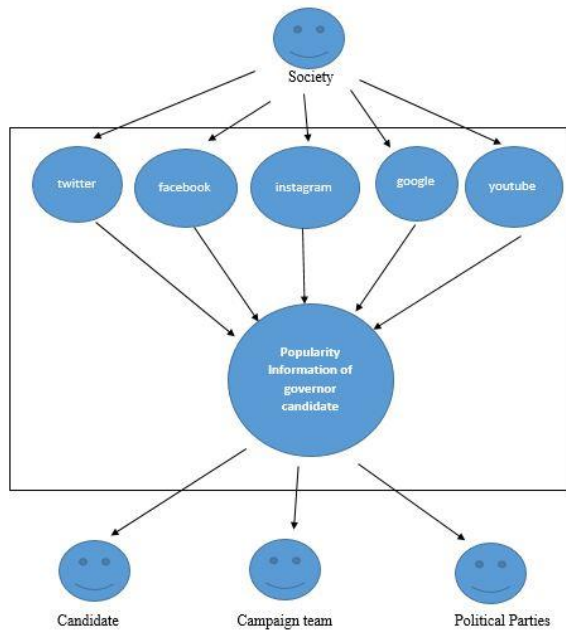 Society
twitter
facebook
instagram
google
youtube
Popularity
Information of
governor
candidate
Candidate
Campaign team
Political Parties